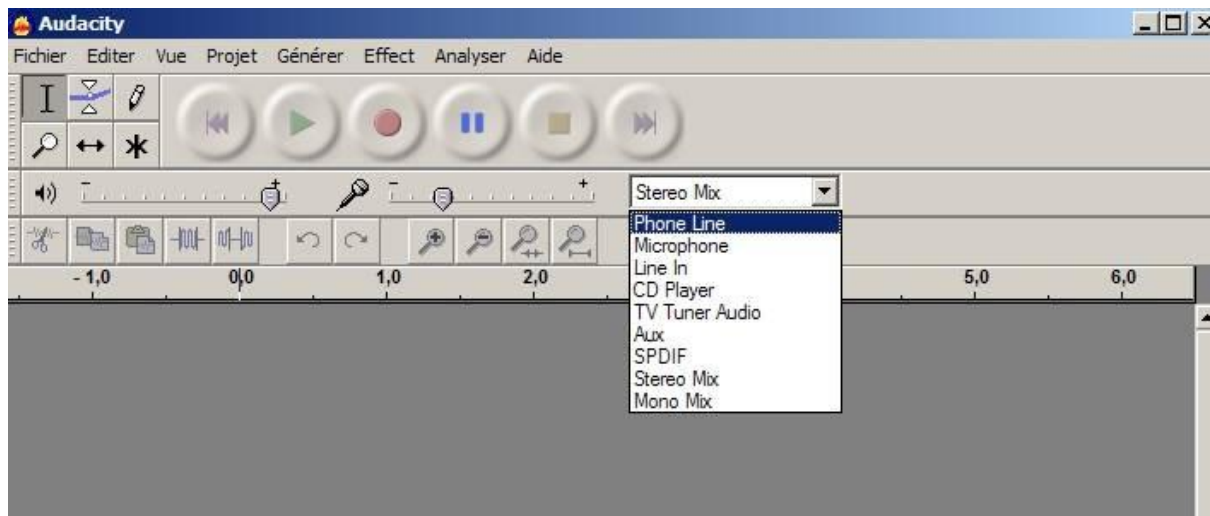 Audacity
Fichier Editer Vue Projet Générer Effect Analyser Aide
- + - + Stereo Mix
Phone Line
Microphone
Line In
CD Player
TV Tuner Audio
Aux
SPDIF
Stereo Mix
Mono Mix
- 1,0 0,0 1,0 2,0 5,0 6,0